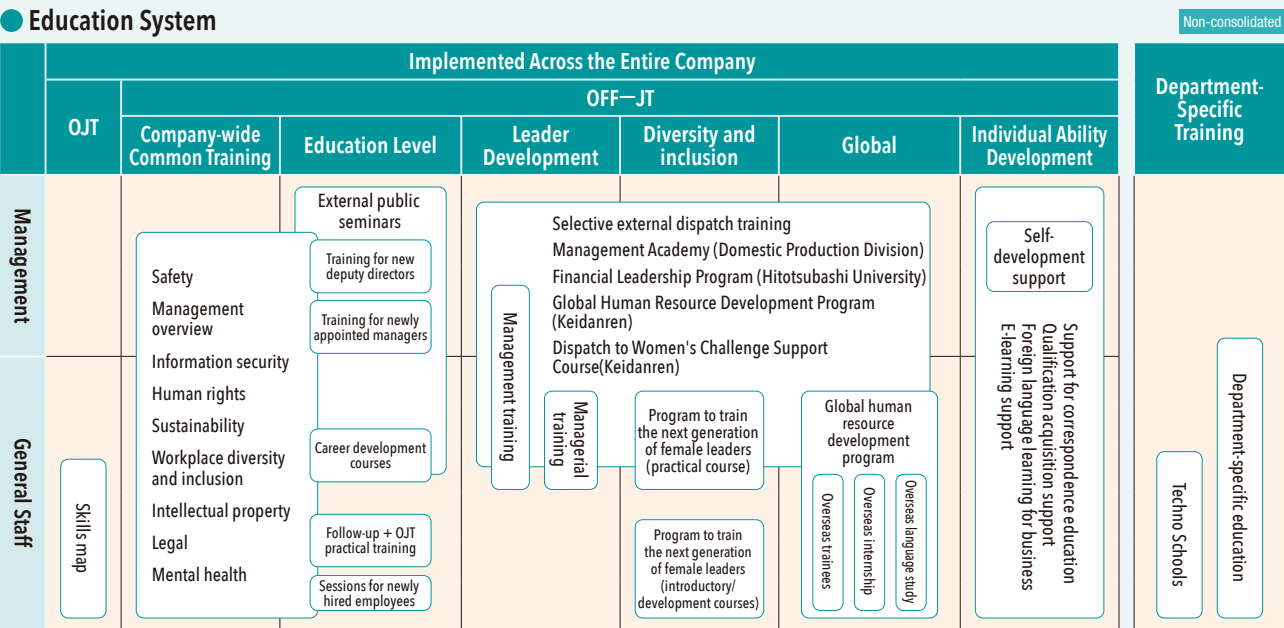 Education System
Non-consolidated
Implemented Across the Entire Company
Department-
Specific
Training
OJT
OFF—JT
Company-wide
Common Training
Education Level
Leader
Development
Diversity and
inclusion
Global
Individual Ability
Development
Management
General Staff
Skills map
Safety
Management
overview
Information security
Human rights
Sustainability
Workplace diversity
and inclusion
Intellectual property
Legal
Mental health
External public
seminars
Training for new
deputy directors
Training for newly
appointed managers
Career development
courses
Follow-up + OJT
practical training
Sessions for newly
hired employees
Selective external dispatch training
Management Academy (Domestic Production Division)
Financial Leadership Program (Hitotsubashi University)
Global Human Resource Development Program
(Keidanren)
Dispatch to Women's Challenge Support
Course(Keidanren)
Management training
Managerial
training
Program to train
the next generation
of female leaders
(practical course)
Program to train
the next generation
of female leaders
(introductory/
development courses)
Global human
resource
development
program
Overseas trainees
Overseas internship
Overseas language study
Self-
development
support
Support for correspondence education
Qualification acquisition support
Foreign language learning for business
E-learning support
Techno Schools
Department-specific education